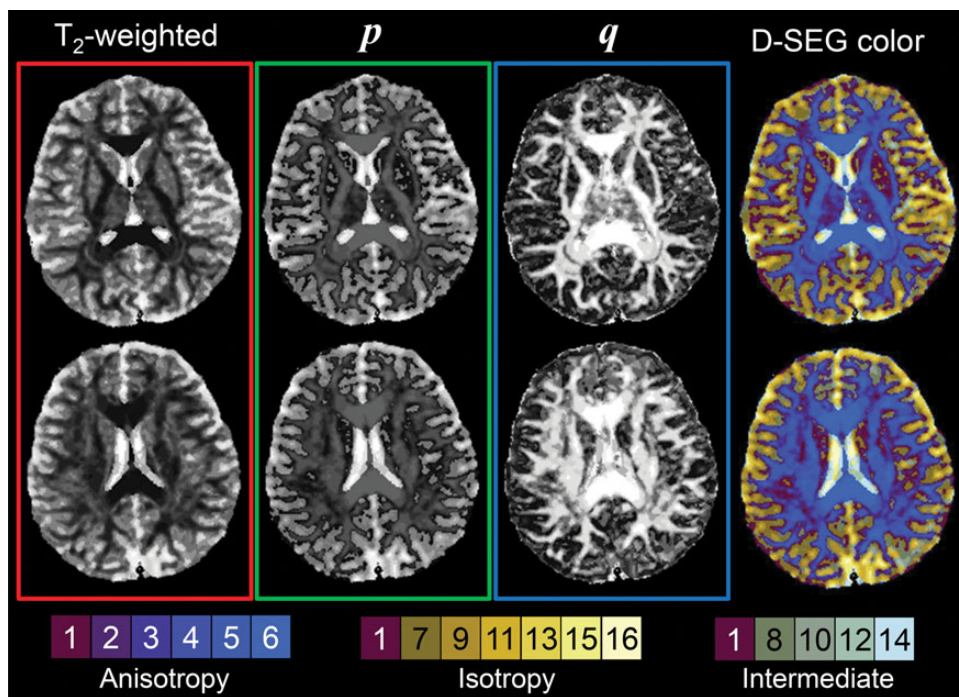 T₂-weighted p q D-SEG color
1 2 3 4 5 6 1 7 9 11 13 15 16 1 8 10 12 14
Anisotropy Isotropy Intermediate